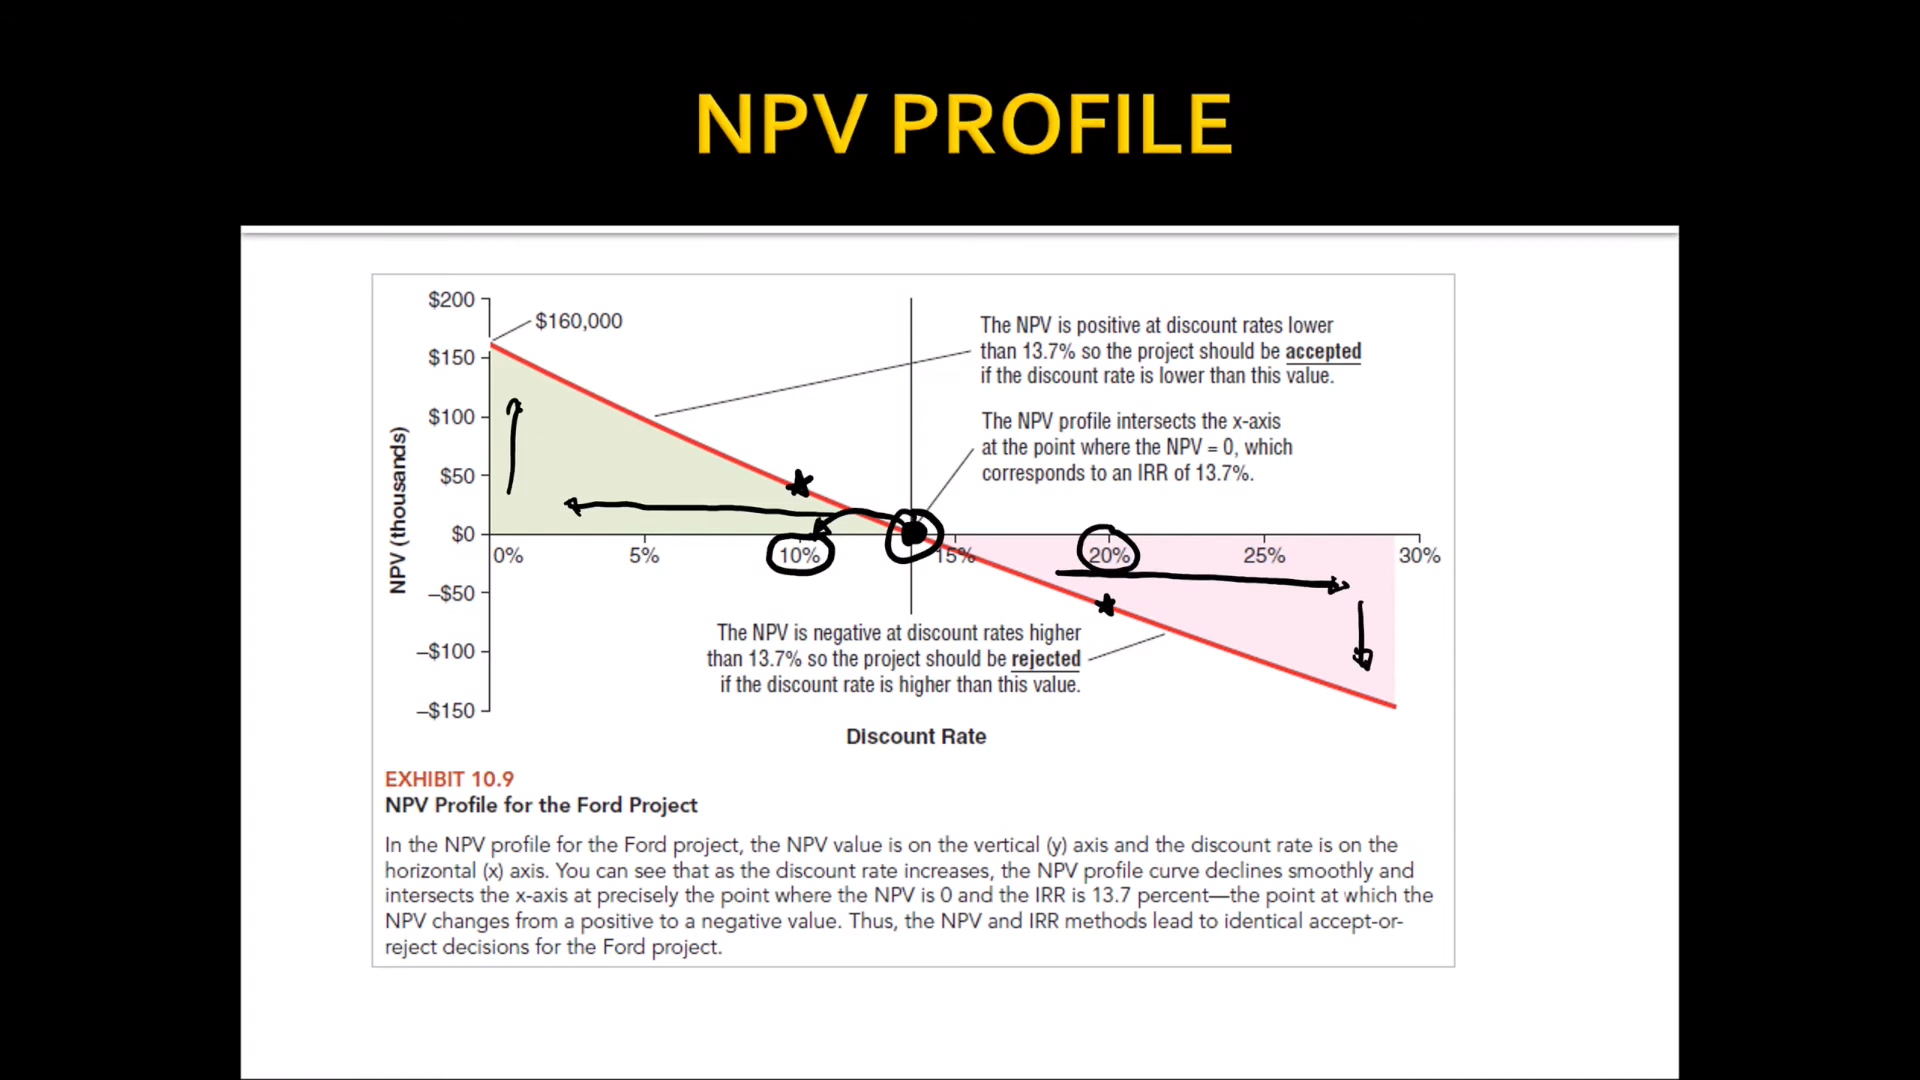 NPV PROFILE
$200
$160,000
$150
$100
$50
$0
–$50
–$100
–$150
NPV (thousands)
The NPV is positive at discount rates lower
than 13.7% so the project should be accepted
if the discount rate is lower than this value.
The NPV profile intersects the x-axis
at the point where the NPV = 0, which
corresponds to an IRR of 13.7%.
0% 5% 10% 15% 20% 25% 30%
The NPV is negative at discount rates higher
than 13.7% so the project should be rejected
if the discount rate is higher than this value.
Discount Rate
EXHIBIT 10.9
NPV Profile for the Ford Project
In the NPV profile for the Ford project, the NPV value is on the vertical (y) axis and the discount rate is on the
horizontal (x) axis. You can see that as the discount rate increases, the NPV profile curve declines smoothly and
intersects the x-axis at precisely the point where the NPV is 0 and the IRR is 13.7 percent—the point at which the
NPV changes from a positive to a negative value. Thus, the NPV and IRR methods lead to identical accept-or-
reject decisions for the Ford project.